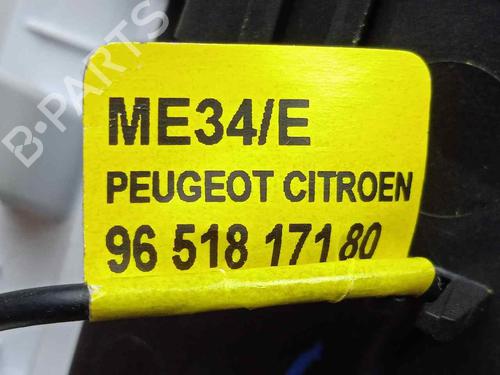 B-PARTS
ME34/E
PEUGEOT CITROEN
96 518 171 80